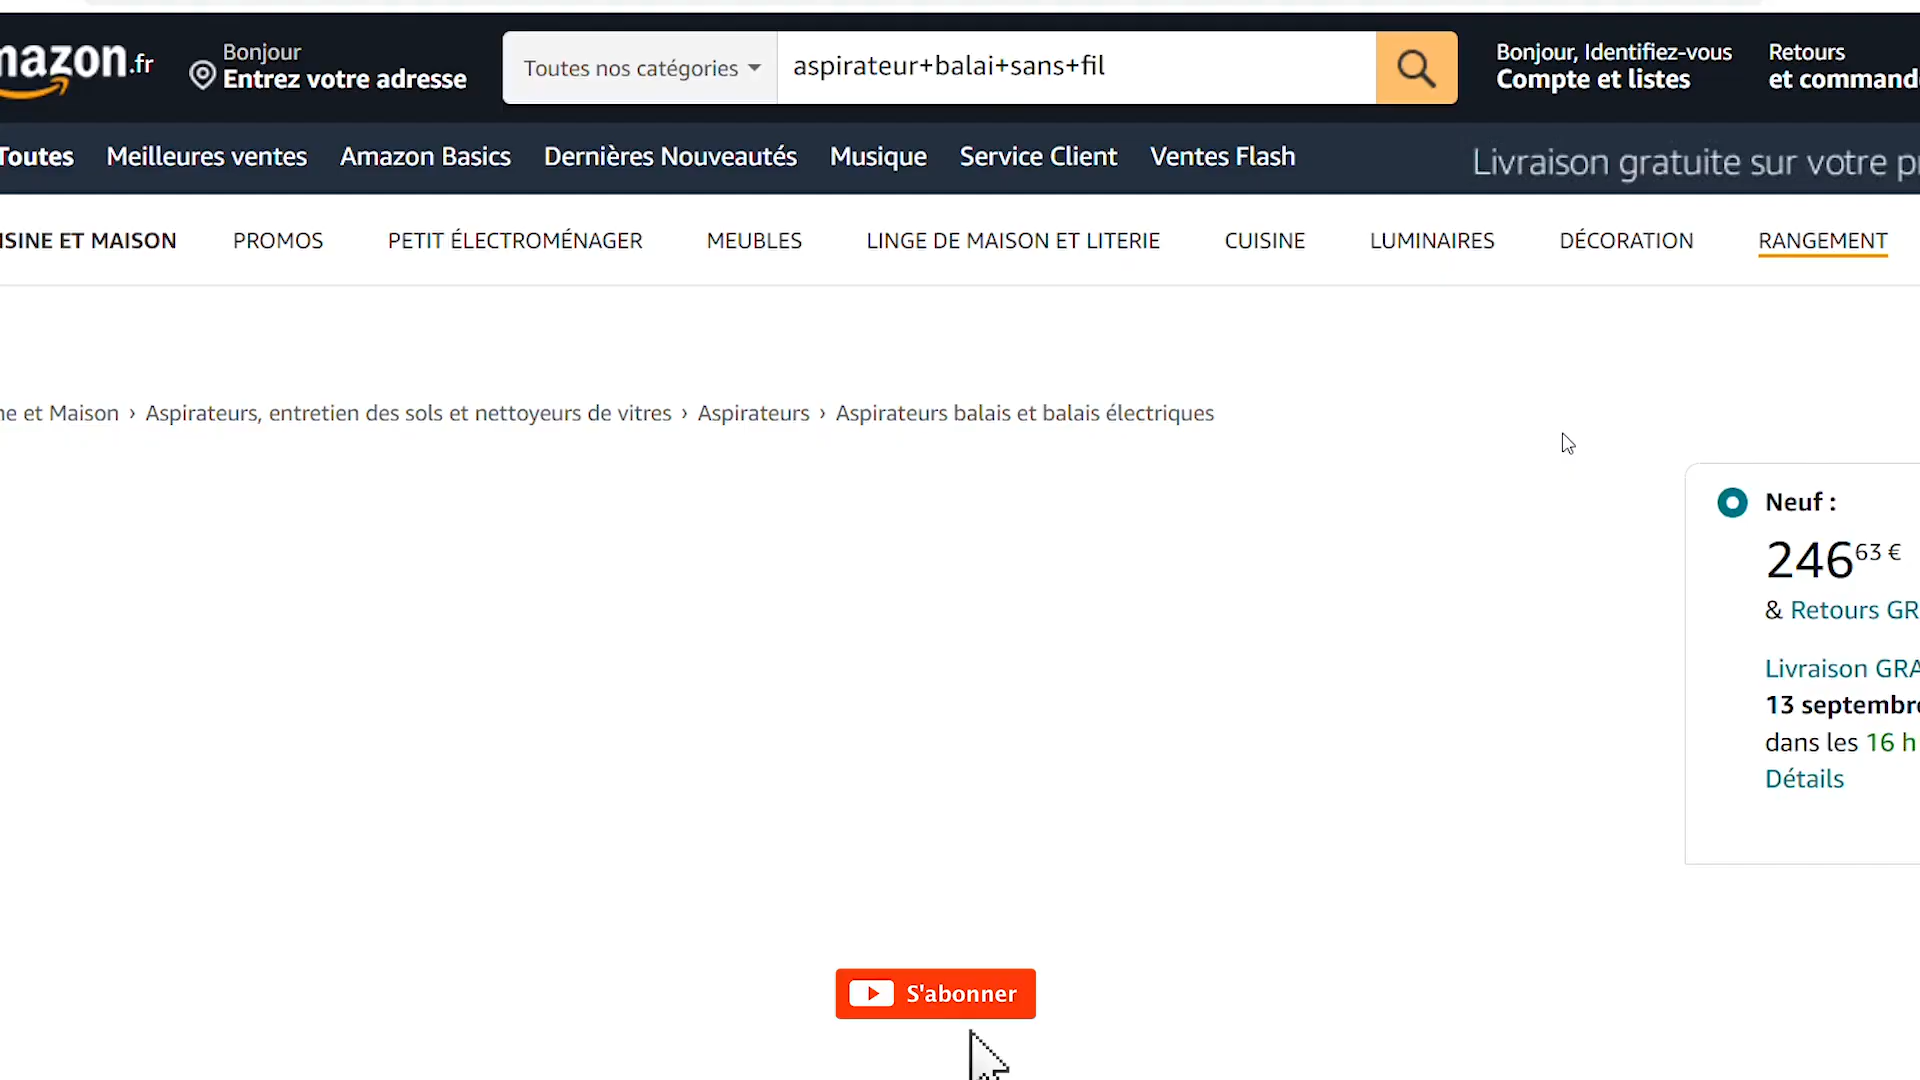 mazon.fr
Bonjour
Entrez votre adresse
Toutes nos catégories
aspirateur+balai+sans+fil
Bonjour, Identifiez-vous
Compte et listes
Retours
et command
Toutes
Meilleures ventes
Amazon Basics
Dernières Nouveautés
Musique
Service Client
Ventes Flash
Livraison gratuite sur votre p
ISINE ET MAISON
PROMOS
PETIT ÉLECTROMÉNAGER
MEUBLES
LINGE DE MAISON ET LITERIE
CUISINE
LUMINAIRES
DÉCORATION
RANGEMENT
ne et Maison › Aspirateurs, entretien des sols et nettoyeurs de vitres › Aspirateurs › Aspirateurs balais et balais électriques
Neuf :
246 63 €
& Retours GR
Livraison GRA
13 septembre
dans les 16 h
Détails
S'abonner